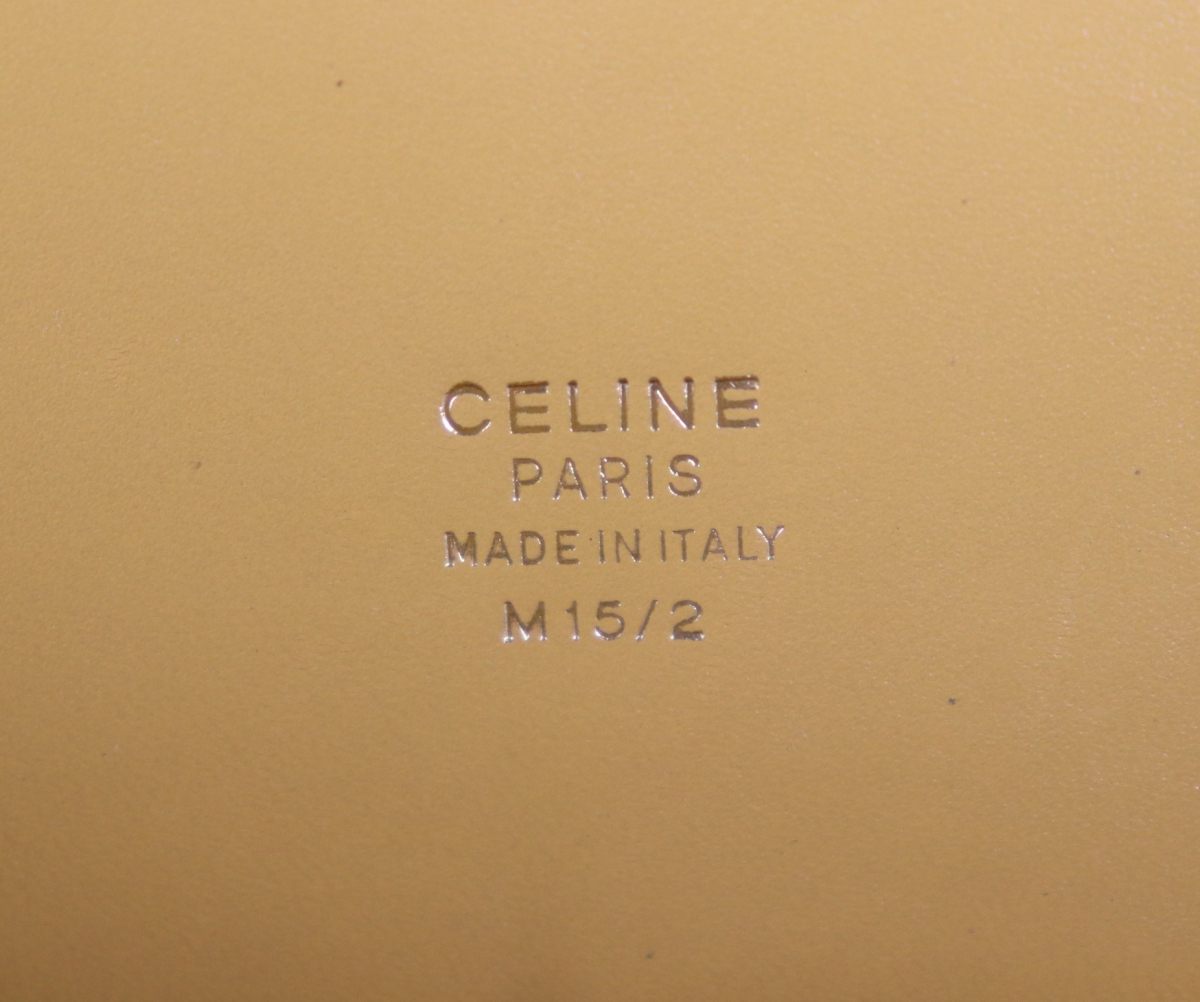 CELINE
PARIS
MADE IN ITALY
M15/2